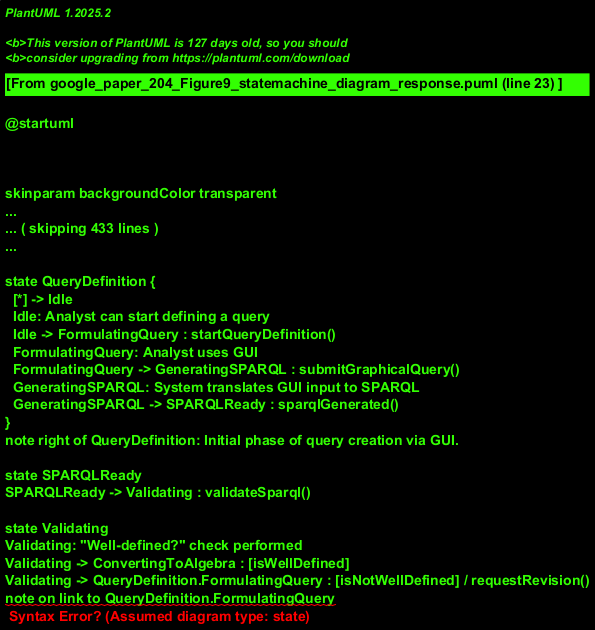 PlantUML 1.2025.2
<b>This version of PlantUML is 127 days old, so you should
<b>consider upgrading from https://plantuml.com/download
[From google_paper_204_Figure9_statemachine_diagram_response.puml (line 23) ]
@startuml
skinparam backgroundColor transparent
...
... ( skipping 433 lines )
...
state QueryDefinition {
[*] -> Idle
Idle: Analyst can start defining a query
Idle -> FormulatingQuery : startQueryDefinition()
FormulatingQuery: Analyst uses GUI
FormulatingQuery -> GeneratingSPARQL : submitGraphicalQuery()
GeneratingSPARQL: System translates GUI input to SPARQL
GeneratingSPARQL -> SPARQLReady : sparqlGenerated()
}
note right of QueryDefinition: Initial phase of query creation via GUI.
state SPARQLReady
SPARQLReady -> Validating : validateSparql()
state Validating
Validating: "Well-defined?" check performed
Validating -> ConvertingToAlgebra : [isWellDefined]
Validating -> QueryDefinition.FormulatingQuery : [isNotWellDefined] / requestRevision()
note on link to QueryDefinition.FormulatingQuery
Syntax Error? (Assumed diagram type: state)